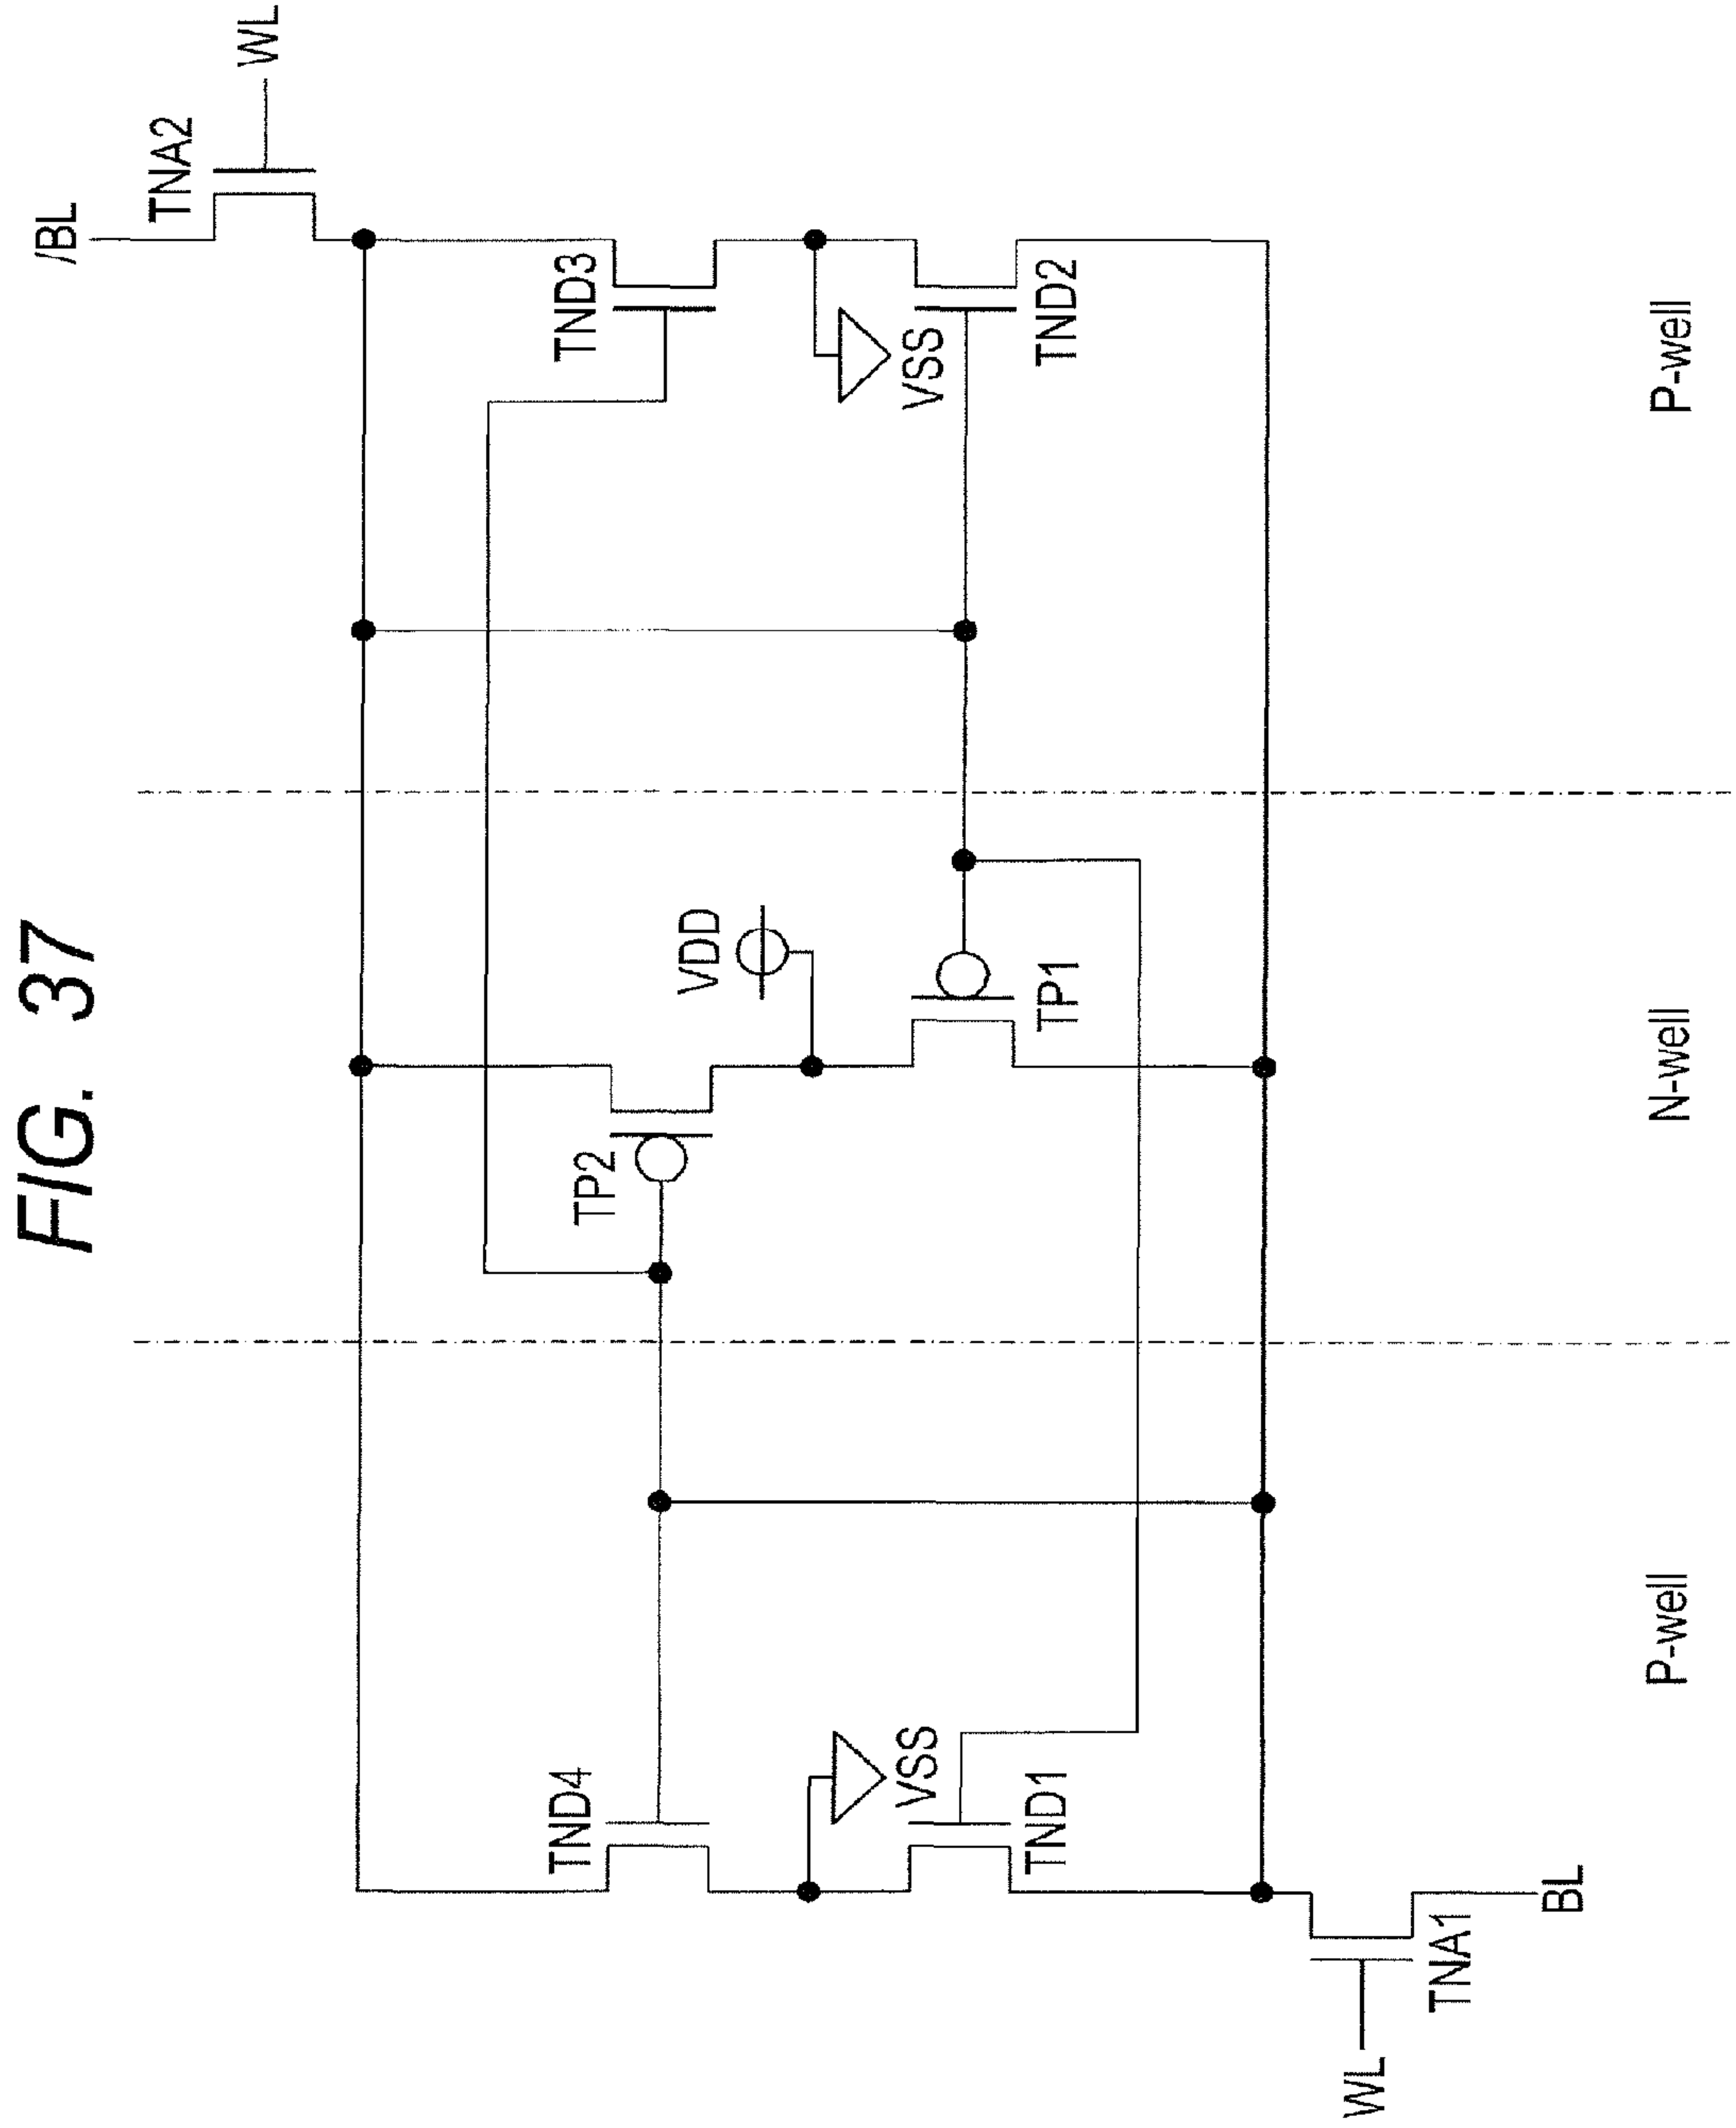 FIG. 37
/BL
TNA2
WL
TND3
VSS
TND2
P-well
VDD
TP2
TP1
N-well
TND4
VSS
TND1
P-well
WL
TNA1
BL